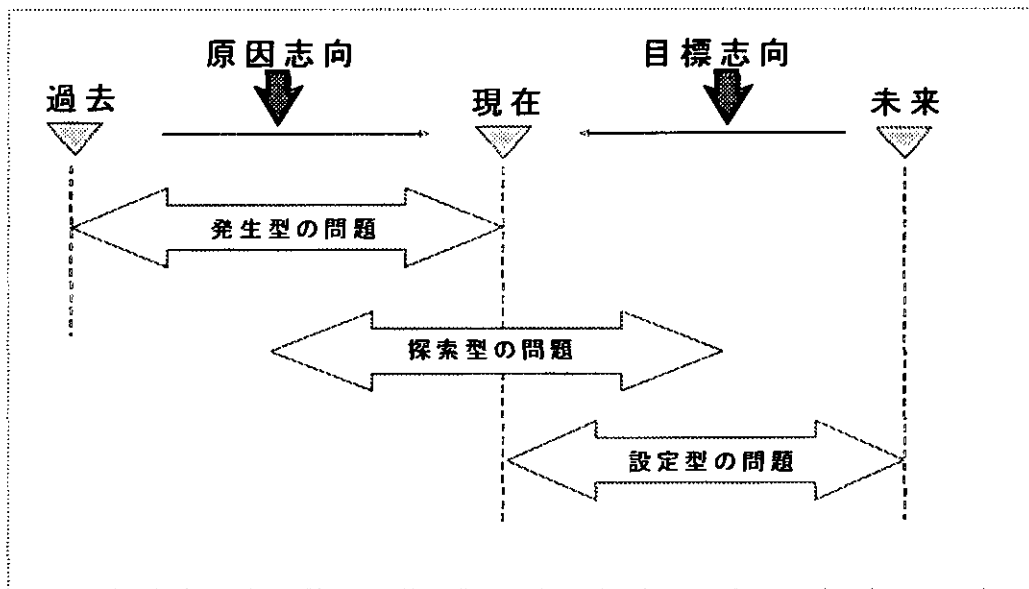 原因志向 目標志向
過去 現在 未来
発生型の問題
探索型の問題
設定型の問題